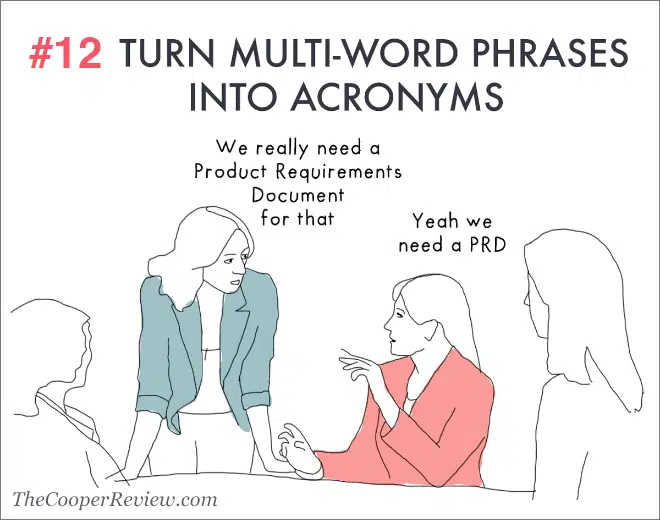 #12 TURN MULTI-WORD PHRASES
INTO ACRONYMS
We really need a
Product Requirements
Document
for that
Yeah we
need a PRD
TheCooperReview.com